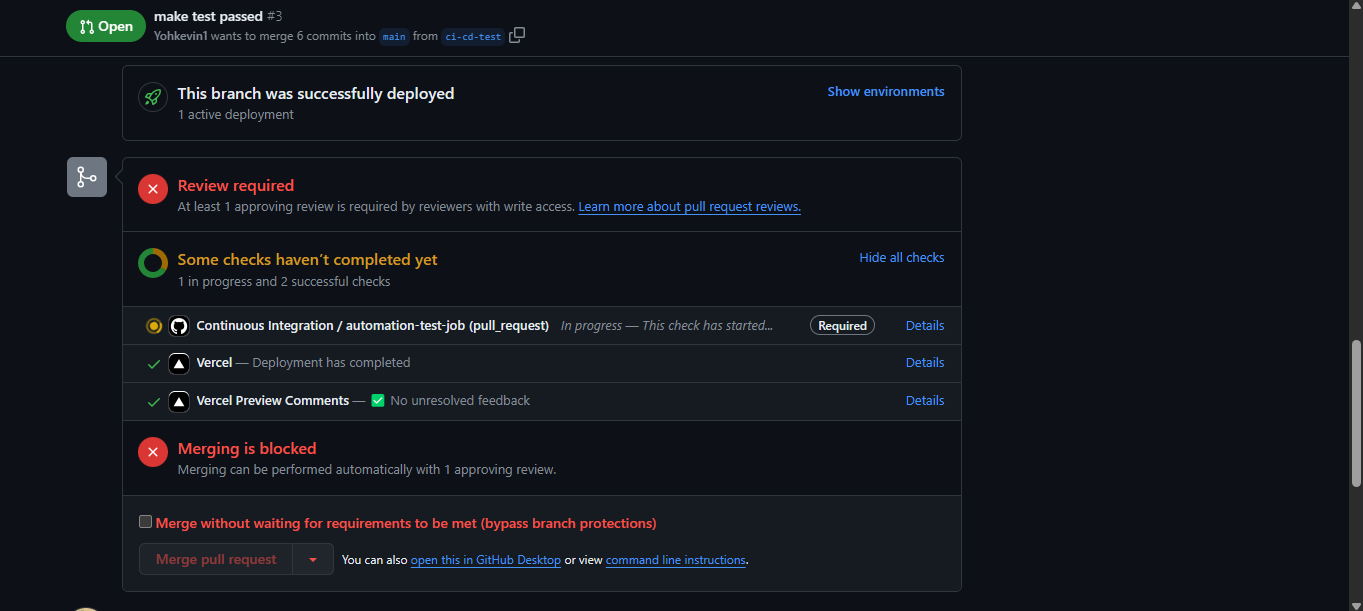 Open
make test passed #3
Yohkevin1 wants to merge 6 commits into main from ci-cd-test
This branch was successfully deployed
Show environments
1 active deployment
Review required
At least 1 approving review is required by reviewers with write access. Learn more about pull request reviews.
Some checks haven't completed yet
Hide all checks
1 in progress and 2 successful checks
Continuous Integration / automation-test-job (pull_request) In progress — This check has started... Required Details
Vercel — Deployment has completed Details
Vercel Preview Comments — ✅ No unresolved feedback Details
Merging is blocked
Merging can be performed automatically with 1 approving review.
Merge without waiting for requirements to be met (bypass branch protections)
Merge pull request You can also open this in GitHub Desktop or view command line instructions.